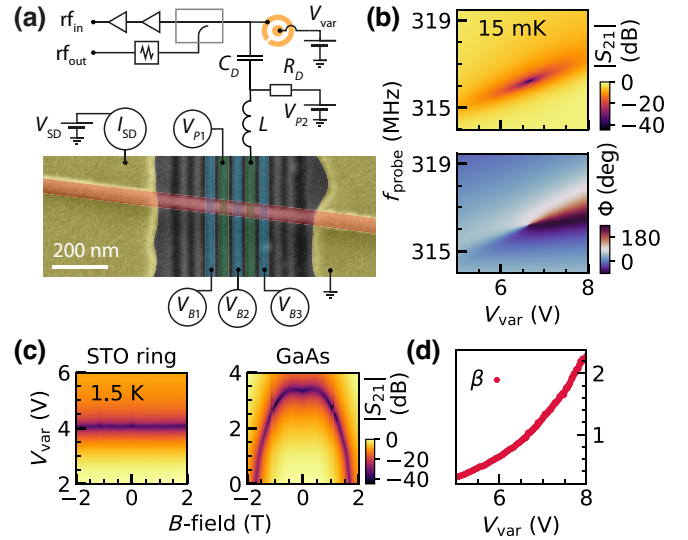 (a)
rf_in
rf_out
V_var
C_D
R_D
V_P2
L
V_SD
I_SD
V_P1
200 nm
V_B1
V_B2
V_B3
(b)
15 mK
319
315
319
315
f_probe (MHz)
|S_21| (dB)
0
−20
−40
Φ (deg)
180
0
6
8
V_var (V)
(c)
STO ring
1.5 K
V_var (V)
6
4
2
−2
0
2
GaAs
4
2
0
−2
0
2
B-field (T)
|S_21| (dB)
0
−20
−40
(d)
β
2
1
6
8
V_var (V)